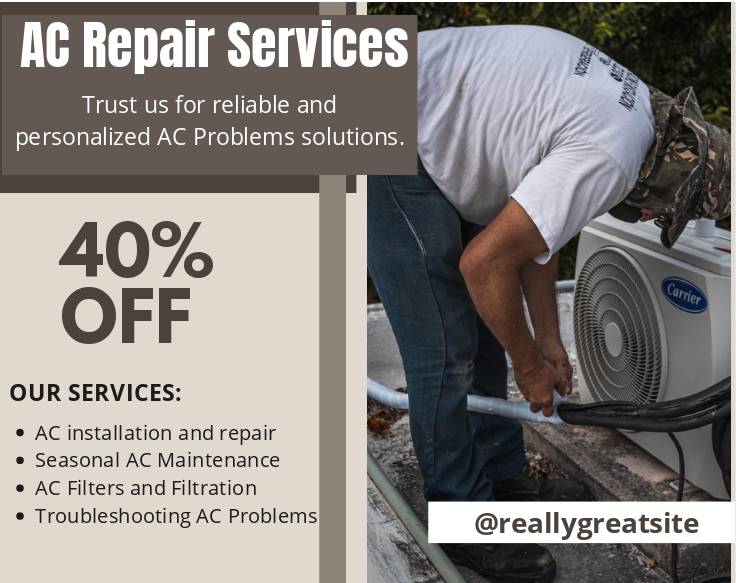 AC Repair Services
Trust us for reliable and
personalized AC Problems solutions.
40%
OFF
OUR SERVICES:
• AC installation and repair
• Seasonal AC Maintenance
• AC Filters and Filtration
• Troubleshooting AC Problems
Carrier
@reallygreatsite